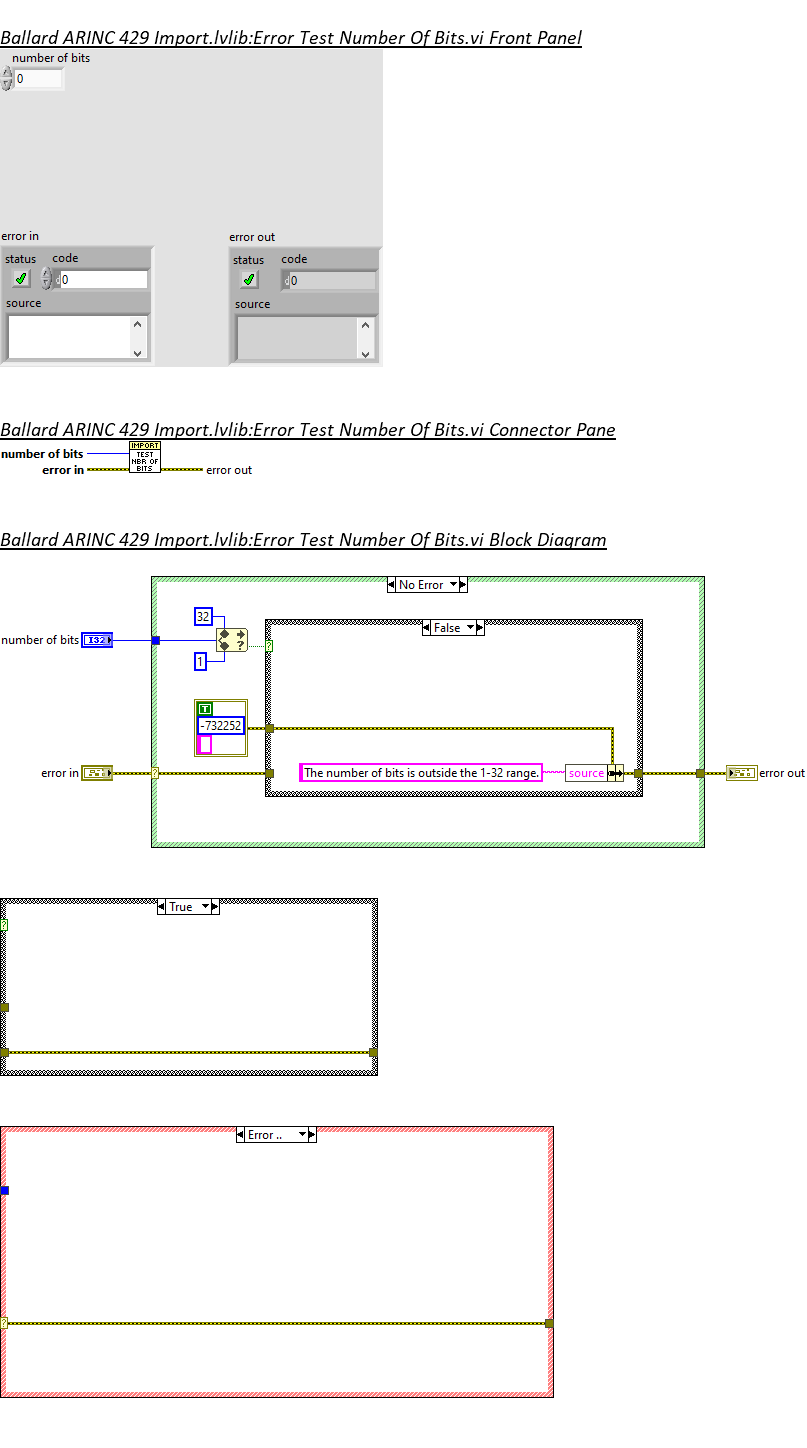 Ballard ARINC 429 Import.lvlib:Error Test Number Of Bits.vi Front Panel
number of bits
0
error in
error out
status code
status code
d0
d0
source
source
Ballard ARINC 429 Import.lvlib:Error Test Number Of Bits.vi Connector Pane
IMPORT
number of bits
TEST
NBR OF
error in
BITS
error out
Ballard ARINC 429 Import.lvlib:Error Test Number Of Bits.vi Block Diagram
No Error
32
False
number of bits
I32
?
?
1
T
-732252
error in
?
The number of bits is outside the 1-32 range.
source
error out
True
?
Error ..
?